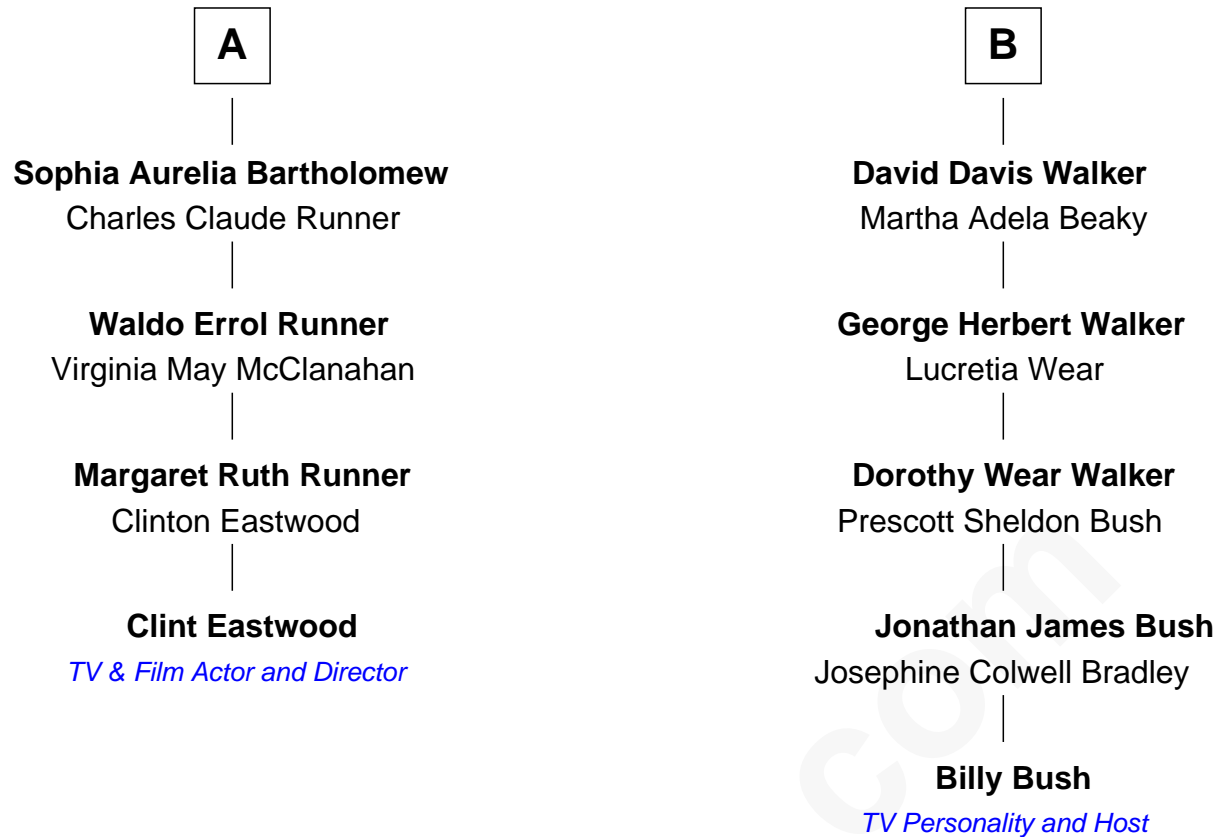 A
Sophia Aurelia Bartholomew
Charles Claude Runner
Waldo Errol Runner
Virginia May McClanahan
Margaret Ruth Runner
Clinton Eastwood
Clint Eastwood
TV & Film Actor and Director
B
David Davis Walker
Martha Adela Beaky
George Herbert Walker
Lucretia Wear
Dorothy Wear Walker
Prescott Sheldon Bush
Jonathan James Bush
Josephine Colwell Bradley
Billy Bush
TV Personality and Host
com